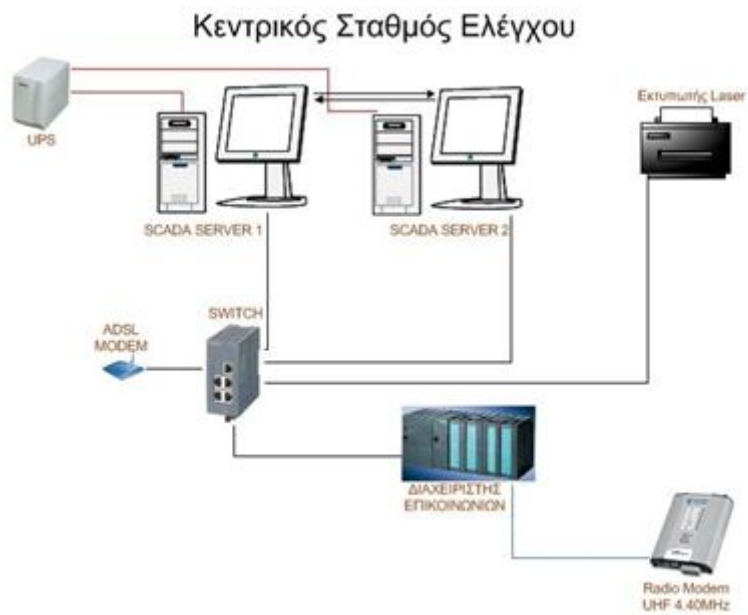 Κεντρικός Σταθμός Ελέγχου
UPS
Εκτυπωτής Laser
SCADA SERVER 1
SCADA SERVER 2
SWITCH
ADSL
MODEM
ΔΙΑΧΕΙΡΙΣΤΗΣ
ΕΠΙΚΟΙΝΩΝΙΩΝ
Radio Modem
UHF 4.40MHz